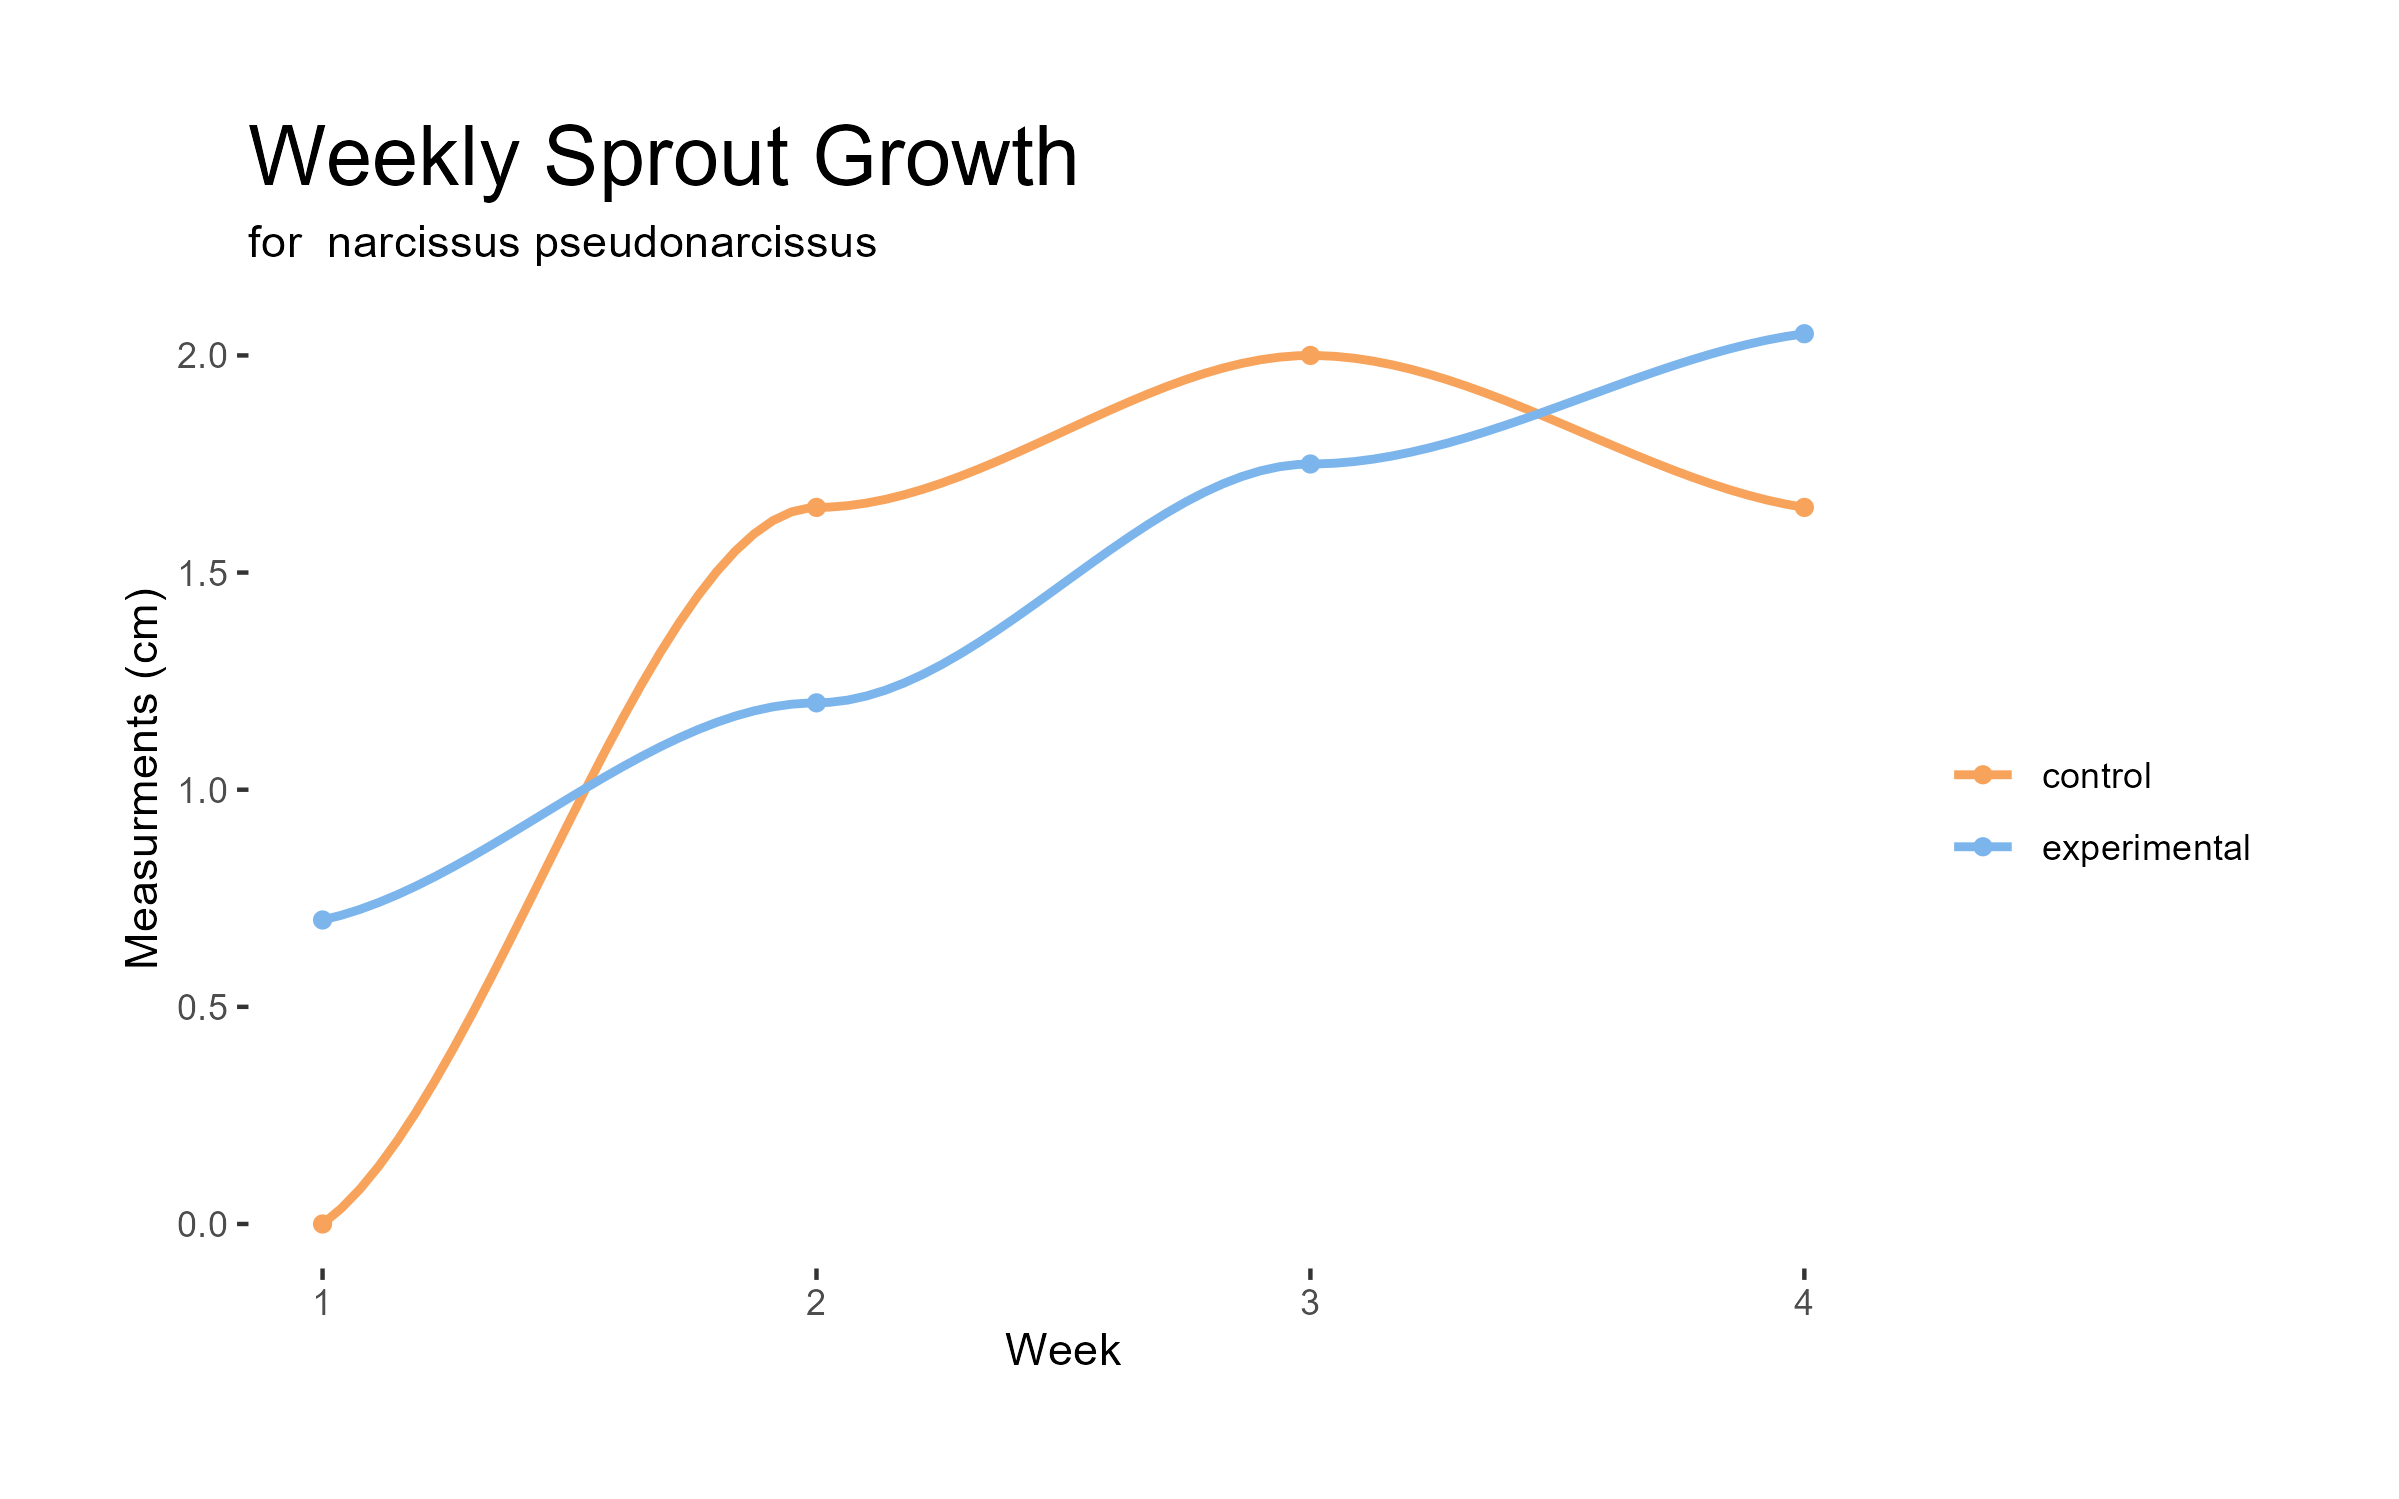 Weekly Sprout Growth
for  narcissus pseudonarcissus
2.0
1.5
1.0
0.5
0.0
Measurments (cm)
1 2 3 4
Week
control
experimental